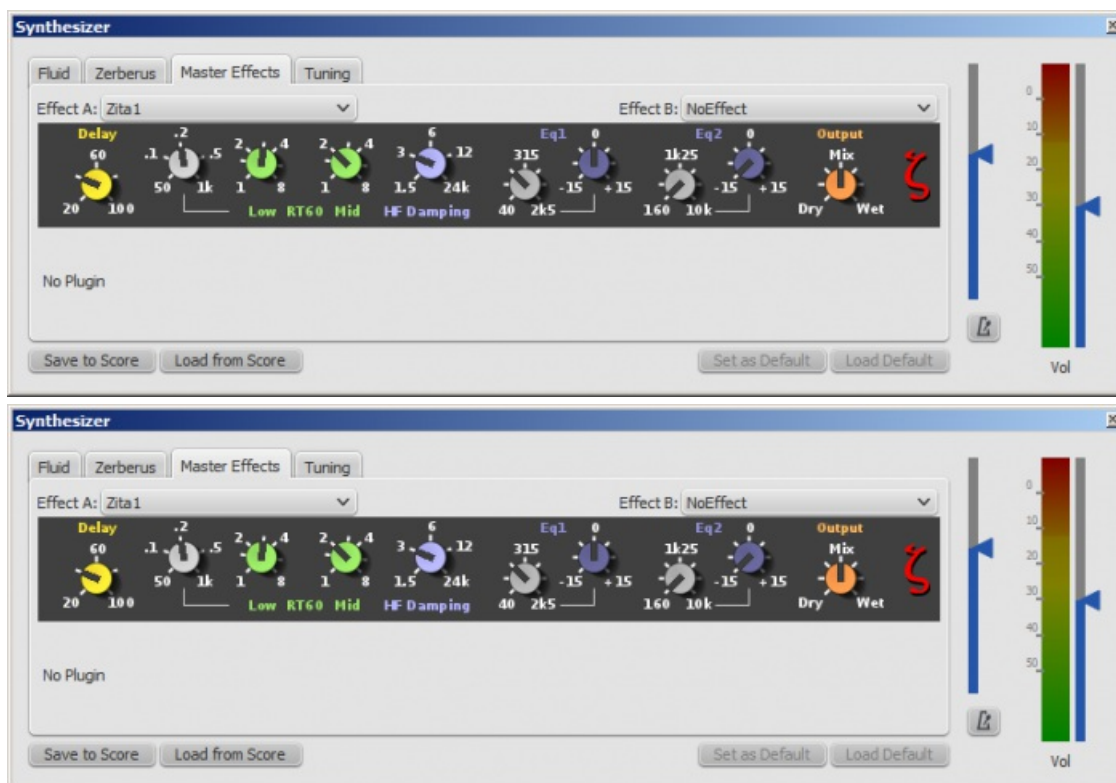 Synthesizer
Fluid Zerberus Master Effects Tuning
Effect A: Zita1 Effect B: NoEffect
Delay .2 6 Eq1 0 Eq2 0 Output
60 .1 .5 2 4 2 4 3 12 315 1k25 Mix
50 1k 1 8 1 8 1.5 24k -15 +15 -15 +15
20 100 Low RT60 Mid HF Damping 40 2k5 160 10k Dry Wet
0
10
20
30
40
50
No Plugin
Save to Score Load from Score Set as Default Load Default
Vol
Synthesizer
Fluid Zerberus Master Effects Tuning
Effect A: Zita1 Effect B: NoEffect
Delay .2 6 Eq1 0 Eq2 0 Output
60 .1 .5 2 4 2 4 3 12 315 1k25 Mix
50 1k 1 8 1 8 1.5 24k -15 +15 -15 +15
20 100 Low RT60 Mid HF Damping 40 2k5 160 10k Dry Wet
0
10
20
30
40
50
No Plugin
Save to Score Load from Score Set as Default Load Default
Vol